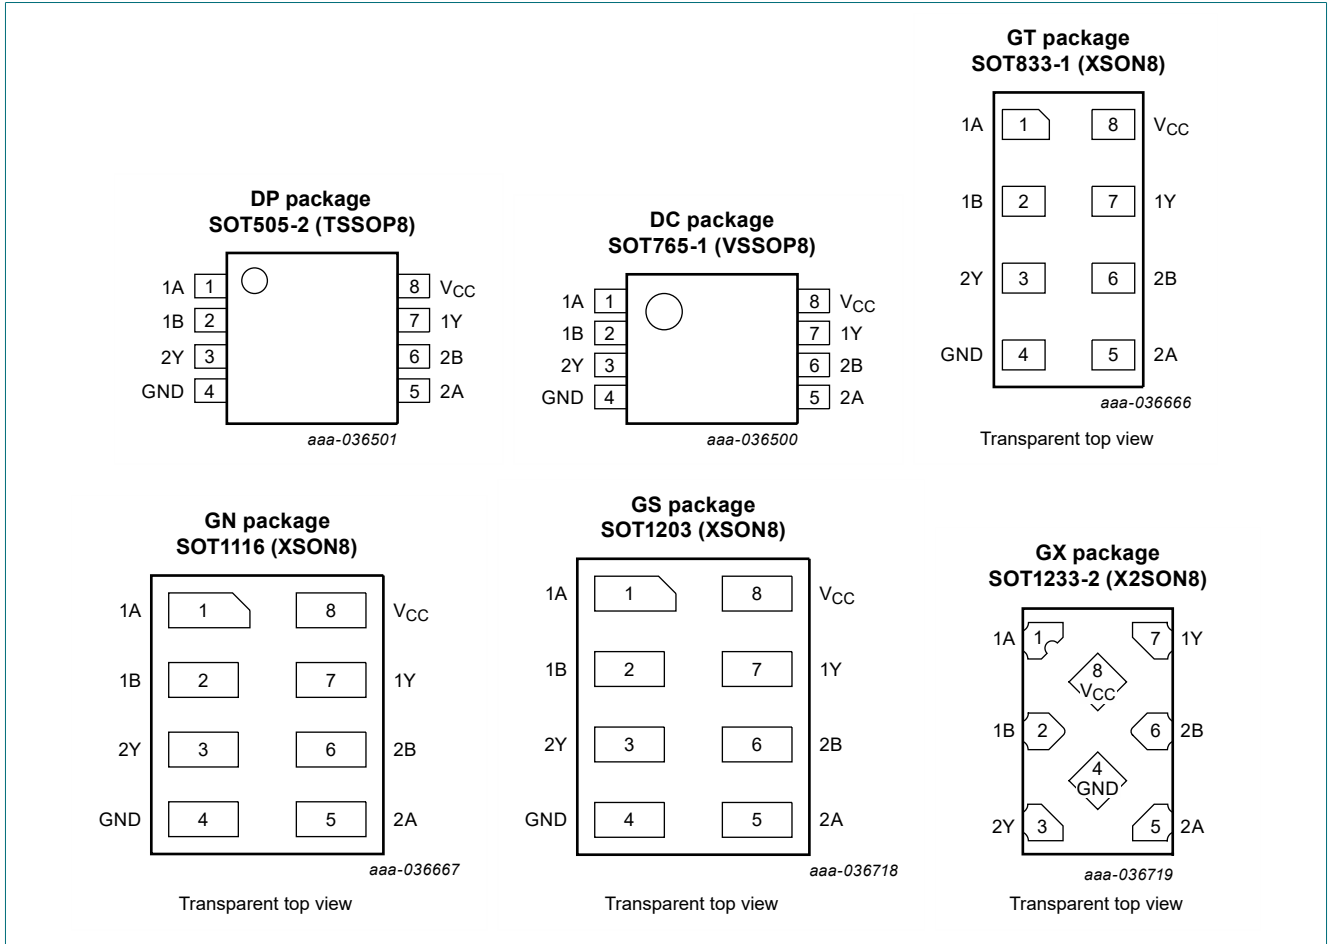 GT package
SOT833-1 (XSON8)
1A 1 8 VCC
1B 2 7 1Y
2Y 3 6 2B
GND 4 5 2A
aaa-036666
Transparent top view
DP package
SOT505-2 (TSSOP8)
1A 1 8 VCC
1B 2 7 1Y
2Y 3 6 2B
GND 4 5 2A
aaa-036501
DC package
SOT765-1 (VSSOP8)
1A 1 8 VCC
1B 2 7 1Y
2Y 3 6 2B
GND 4 5 2A
aaa-036500
GN package
SOT1116 (XSON8)
1A 1 8 VCC
1B 2 7 1Y
2Y 3 6 2B
GND 4 5 2A
aaa-036667
Transparent top view
GS package
SOT1203 (XSON8)
1A 1 8 VCC
1B 2 7 1Y
2Y 3 6 2B
GND 4 5 2A
aaa-036718
Transparent top view
GX package
SOT1233-2 (X2SON8)
1A 1 7 1Y
8
VCC
1B 2 6 2B
4
GND
2Y 3 5 2A
aaa-036719
Transparent top view